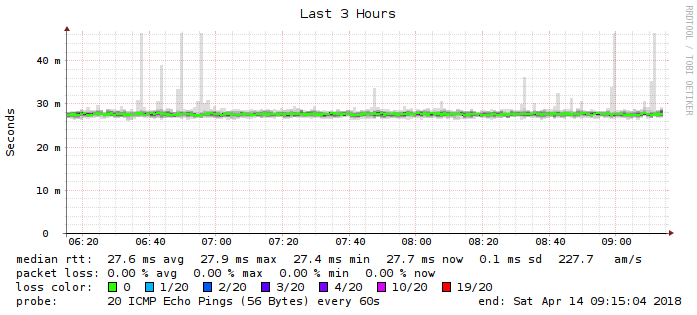 Last 3 Hours
RRDTOOL / TOBI OETIKER
Seconds
40 m
30 m
20 m
10 m
0
06:20 06:40 07:00 07:20 07:40 08:00 08:20 08:40 09:00
median rtt: 27.6 ms avg 27.9 ms max 27.4 ms min 27.7 ms now 0.1 ms sd 227.7 am/s
packet loss: 0.00 % avg 0.00 % max 0.00 % min 0.00 % now
loss color: 0 1/20 2/20 3/20 4/20 10/20 19/20
probe: 20 ICMP Echo Pings (56 Bytes) every 60s end: Sat Apr 14 09:15:04 2018